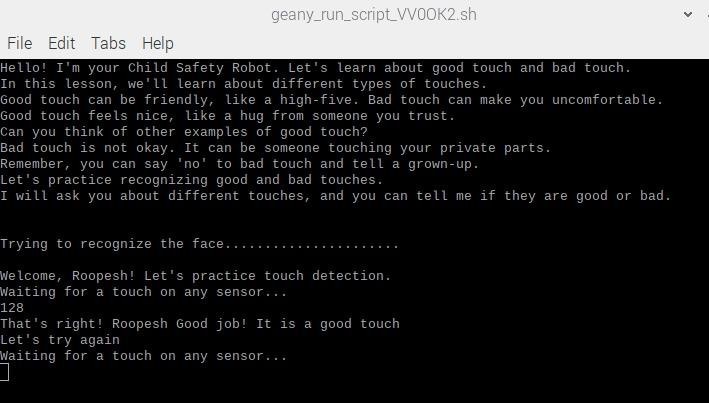 geany_run_script_VV0OK2.sh
File Edit Tabs Help
Hello! I'm your Child Safety Robot. Let's learn about good touch and bad touch.
In this lesson, we'll learn about different types of touches.
Good touch can be friendly, like a high-five. Bad touch can make you uncomfortable.
Good touch feels nice, like a hug from someone you trust.
Can you think of other examples of good touch?
Bad touch is not okay. It can be someone touching your private parts.
Remember, you can say 'no' to bad touch and tell a grown-up.
Let's practice recognizing good and bad touches.
I will ask you about different touches, and you can tell me if they are good or bad.
Trying to recognize the face......................
Welcome, Roopesh! Let's practice touch detection.
Waiting for a touch on any sensor...
128
That's right! Roopesh Good job! It is a good touch
Let's try again
Waiting for a touch on any sensor...